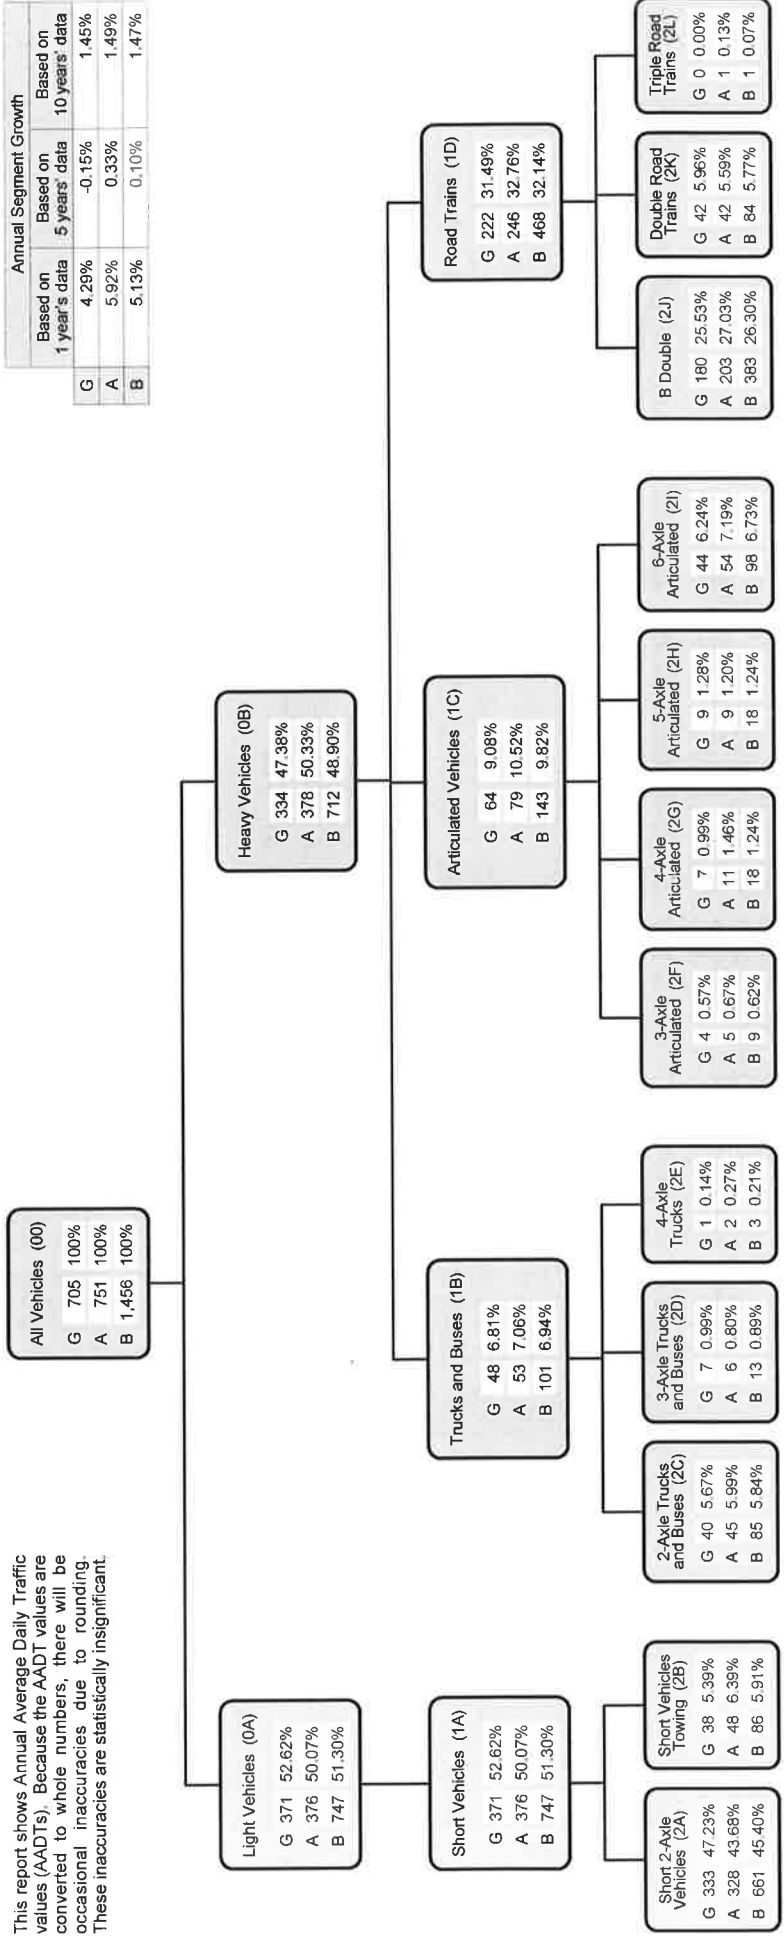 This report shows Annual Average Daily Traffic
values (AADTs). Because the AADT values are
converted to whole numbers, there will be
occasional inaccuracies due to rounding.
These inaccuracies are statistically insignificant.
Annual Segment Growth
Based on 1 year's data Based on 5 years' data Based on 10 years' data
G 4.29% -0.15% 1.45%
A 5.92% 0.33% 1.49%
B 5.13% 0.10% 1.47%
All Vehicles (00)
G 705 100%
A 751 100%
B 1,456 100%
Light Vehicles (0A)
G 371 52.62%
A 376 50.07%
B 747 51.30%
Heavy Vehicles (0B)
G 334 47.38%
A 378 50.33%
B 712 48.90%
Short Vehicles (1A)
G 371 52.62%
A 376 50.07%
B 747 51.30%
Trucks and Buses (1B)
G 48 6.81%
A 53 7.06%
B 101 6.94%
Articulated Vehicles (1C)
G 64 9.08%
A 79 10.52%
B 143 9.82%
Road Trains (1D)
G 222 31.49%
A 246 32.76%
B 468 32.14%
Short 2-Axle
Vehicles (2A)
G 333 47.23%
A 328 43.68%
B 661 45.40%
Short Vehicles
Towing (2B)
G 38 5.39%
A 48 6.39%
B 86 5.91%
2-Axle Trucks
and Buses (2C)
G 40 5.67%
A 45 5.99%
B 85 5.84%
3-Axle Trucks
and Buses (2D)
G 7 0.99%
A 6 0.80%
B 13 0.89%
4-Axle
Trucks (2E)
G 1 0.14%
A 2 0.27%
B 3 0.21%
3-Axle
Articulated (2F)
G 4 0.57%
A 5 0.67%
B 9 0.62%
4-Axle
Articulated (2G)
G 7 0.99%
A 11 1.46%
B 18 1.24%
5-Axle
Articulated (2H)
G 9 1.28%
A 9 1.20%
B 18 1.24%
6-Axle
Articulated (2I)
G 44 6.24%
A 54 7.19%
B 98 6.73%
B Double (2J)
G 180 25.53%
A 203 27.03%
B 383 26.30%
Double Road
Trains (2K)
G 42 5.96%
A 42 5.59%
B 84 5.77%
Triple Road
Trains (2L)
G 0 0.00%
A 1 0.13%
B 1 0.07%